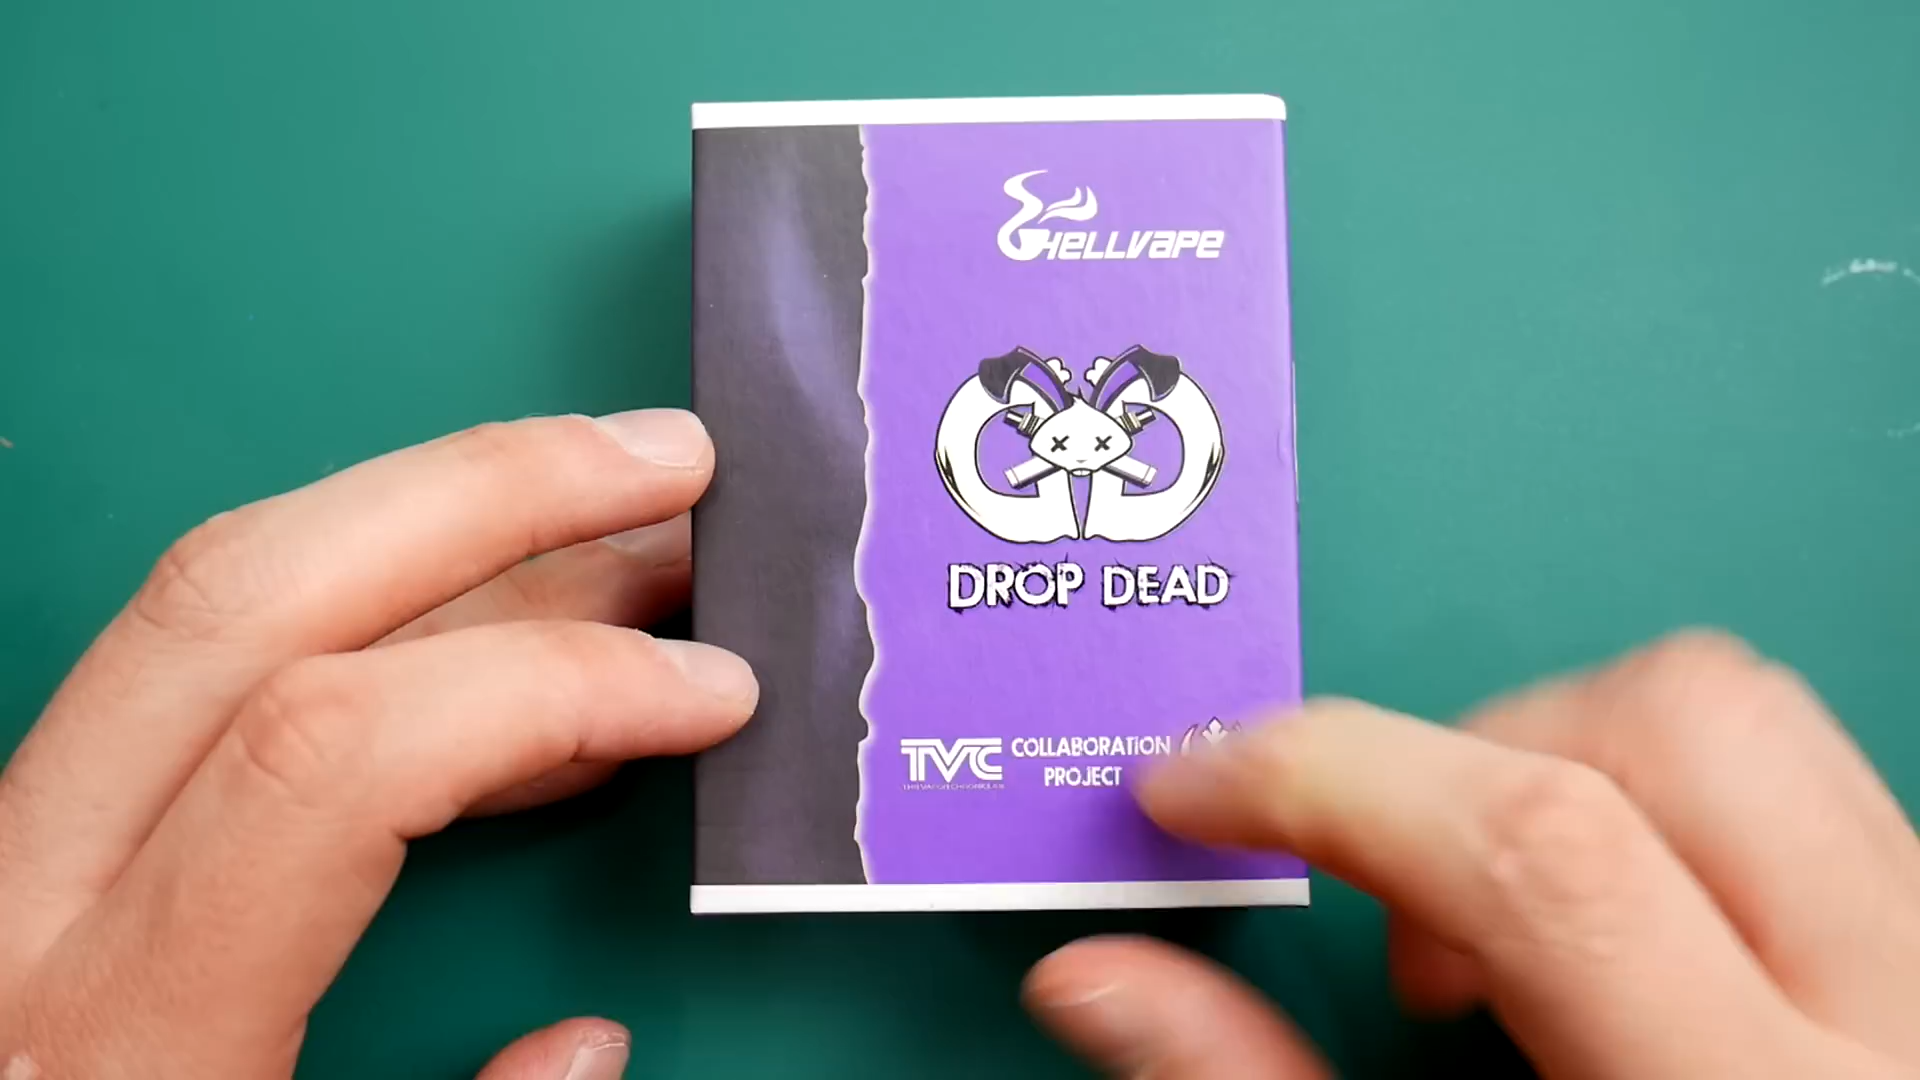 HELLVAPE
DROP DEAD
TVC
COLLABORATION
PROJECT